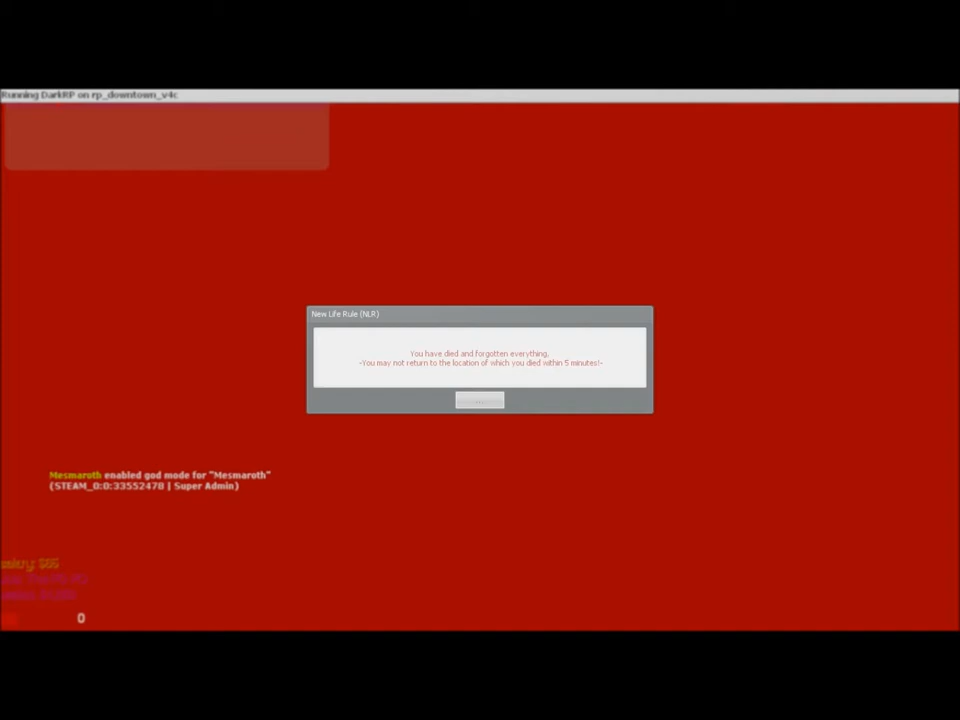 Running DarkRP on rp_downtown_v4c
New Life Rule (NLR)
You have died and forgotten everything,
-You may not return to the location of which you died within 5 minutes!-
...
Mesmaroth enabled god mode for "Mesmaroth"
(STEAM_0:0:33552478 | Super Admin)
0